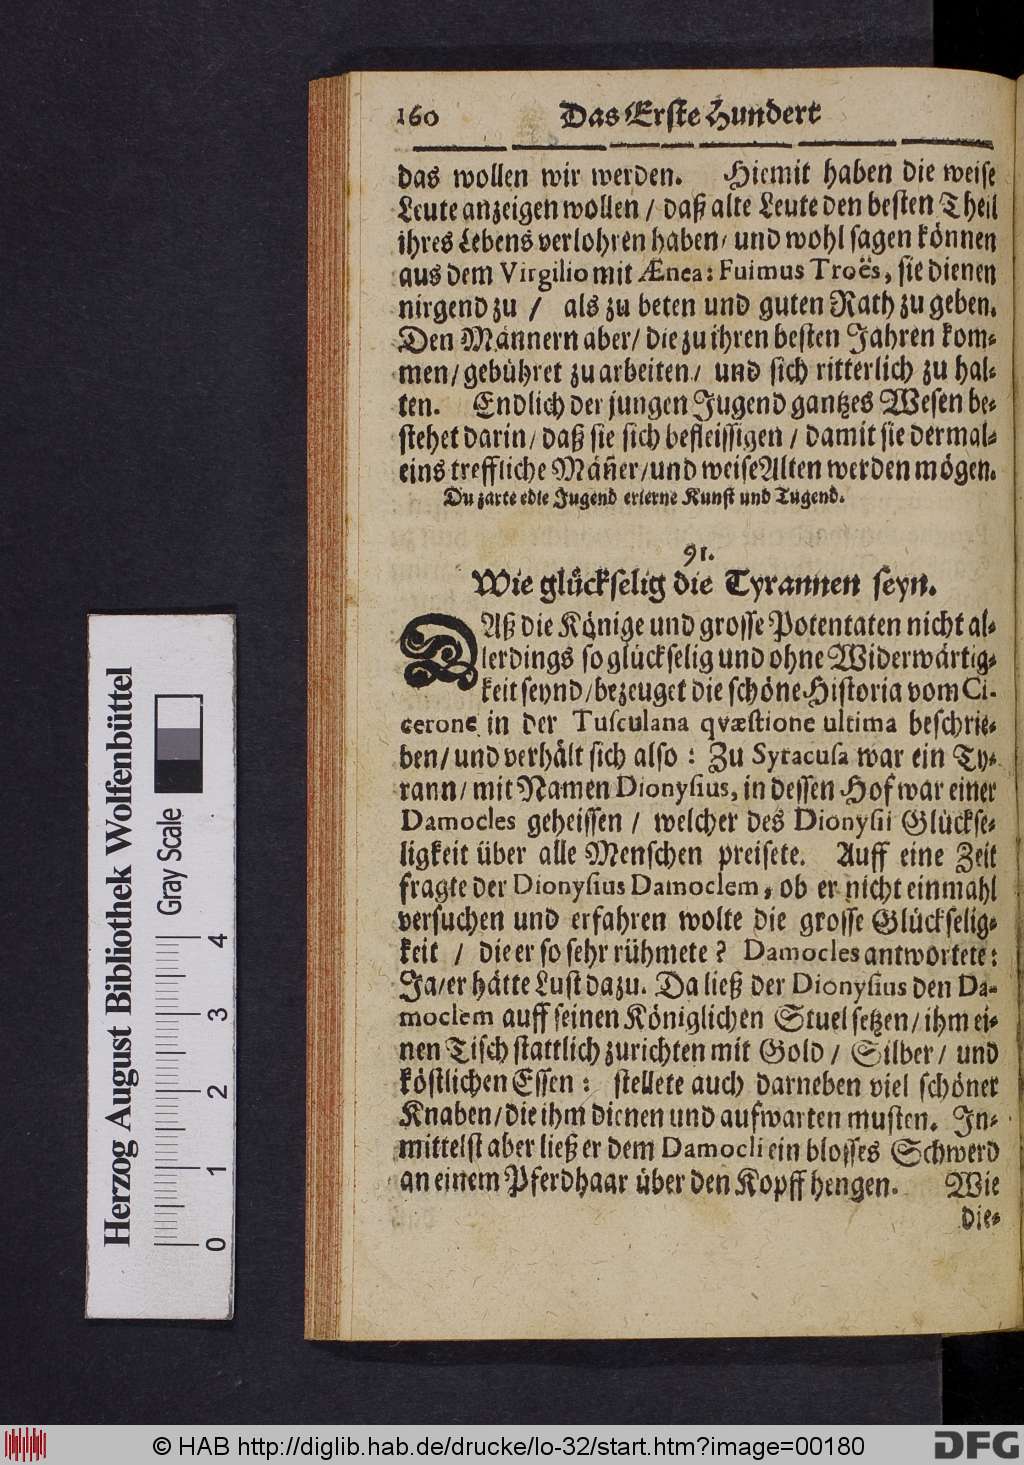 160 Das Erste Hundert
das wollen wir werden. Hiemit haben die weise
Leute anzeigen wollen / daß alte Leute den besten Theil
ihres Lebens verlohren haben / und wohl sagen können
aus dem Virgilio mit Ænea: Fuimus Troës, sie dienen
nirgend zu / als zu beten und guten Rath zu geben.
Den Männern aber / die zu ihren besten Jahren kom-
men / gebühret zu arbeiten / und sich ritterlich zu hal-
ten. Endlich der jungen Jugend gantzes Wesen be-
stehet darin / daß sie sich befleissigen / damit sie dermal-
eins treffliche Mäñer / und weise Alten werden mögen.
Du zarte edle Jugend erlerne Kunst und Tugend.
91.
Wie glückselig die Tyrannen seyn.
DAß die Könige und grosse Potentaten nicht al-
lerdings so glückselig und ohne Widerwärtig-
keit seynd / bezeuget die schöne Historia vom Ci-
cerone in der Tusculana qvæstione ultima beschrie-
ben / und verhält sich also: Zu Syracusa war ein Ty-
rann / mit Namen Dionysius, in dessen Hof war einer
Damocles geheissen / welcher des Dionysii Glückse-
ligkeit über alle Menschen preisete. Auff eine Zeit
fragte der Dionysius Damoclem, ob er nicht einmahl
versuchen und erfahren wolte die grosse Glückselig-
keit / die er so sehr rühmete? Damocles antwortete:
Ja / er hätte Lust dazu. Da ließ der Dionysius den Da-
moclem auff seinen Königlichen Stuel setzen / ihm ei-
nen Tisch stattlich zurichten mit Gold / Silber / und
köstlichen Essen: stellete auch darneben viel schöner
Knaben / die ihm dienen und aufwarten musten. In-
mittelst aber ließ er dem Damocli ein blosses Schwerd
an einem Pferdhaar über den Kopff hengen. Wie
die-
Herzog August Bibliothek Wolfenbüttel
Gray Scale
0 1 2 3 4
© HAB http://diglib.hab.de/drucke/lo-32/start.htm?image=00180
DFG